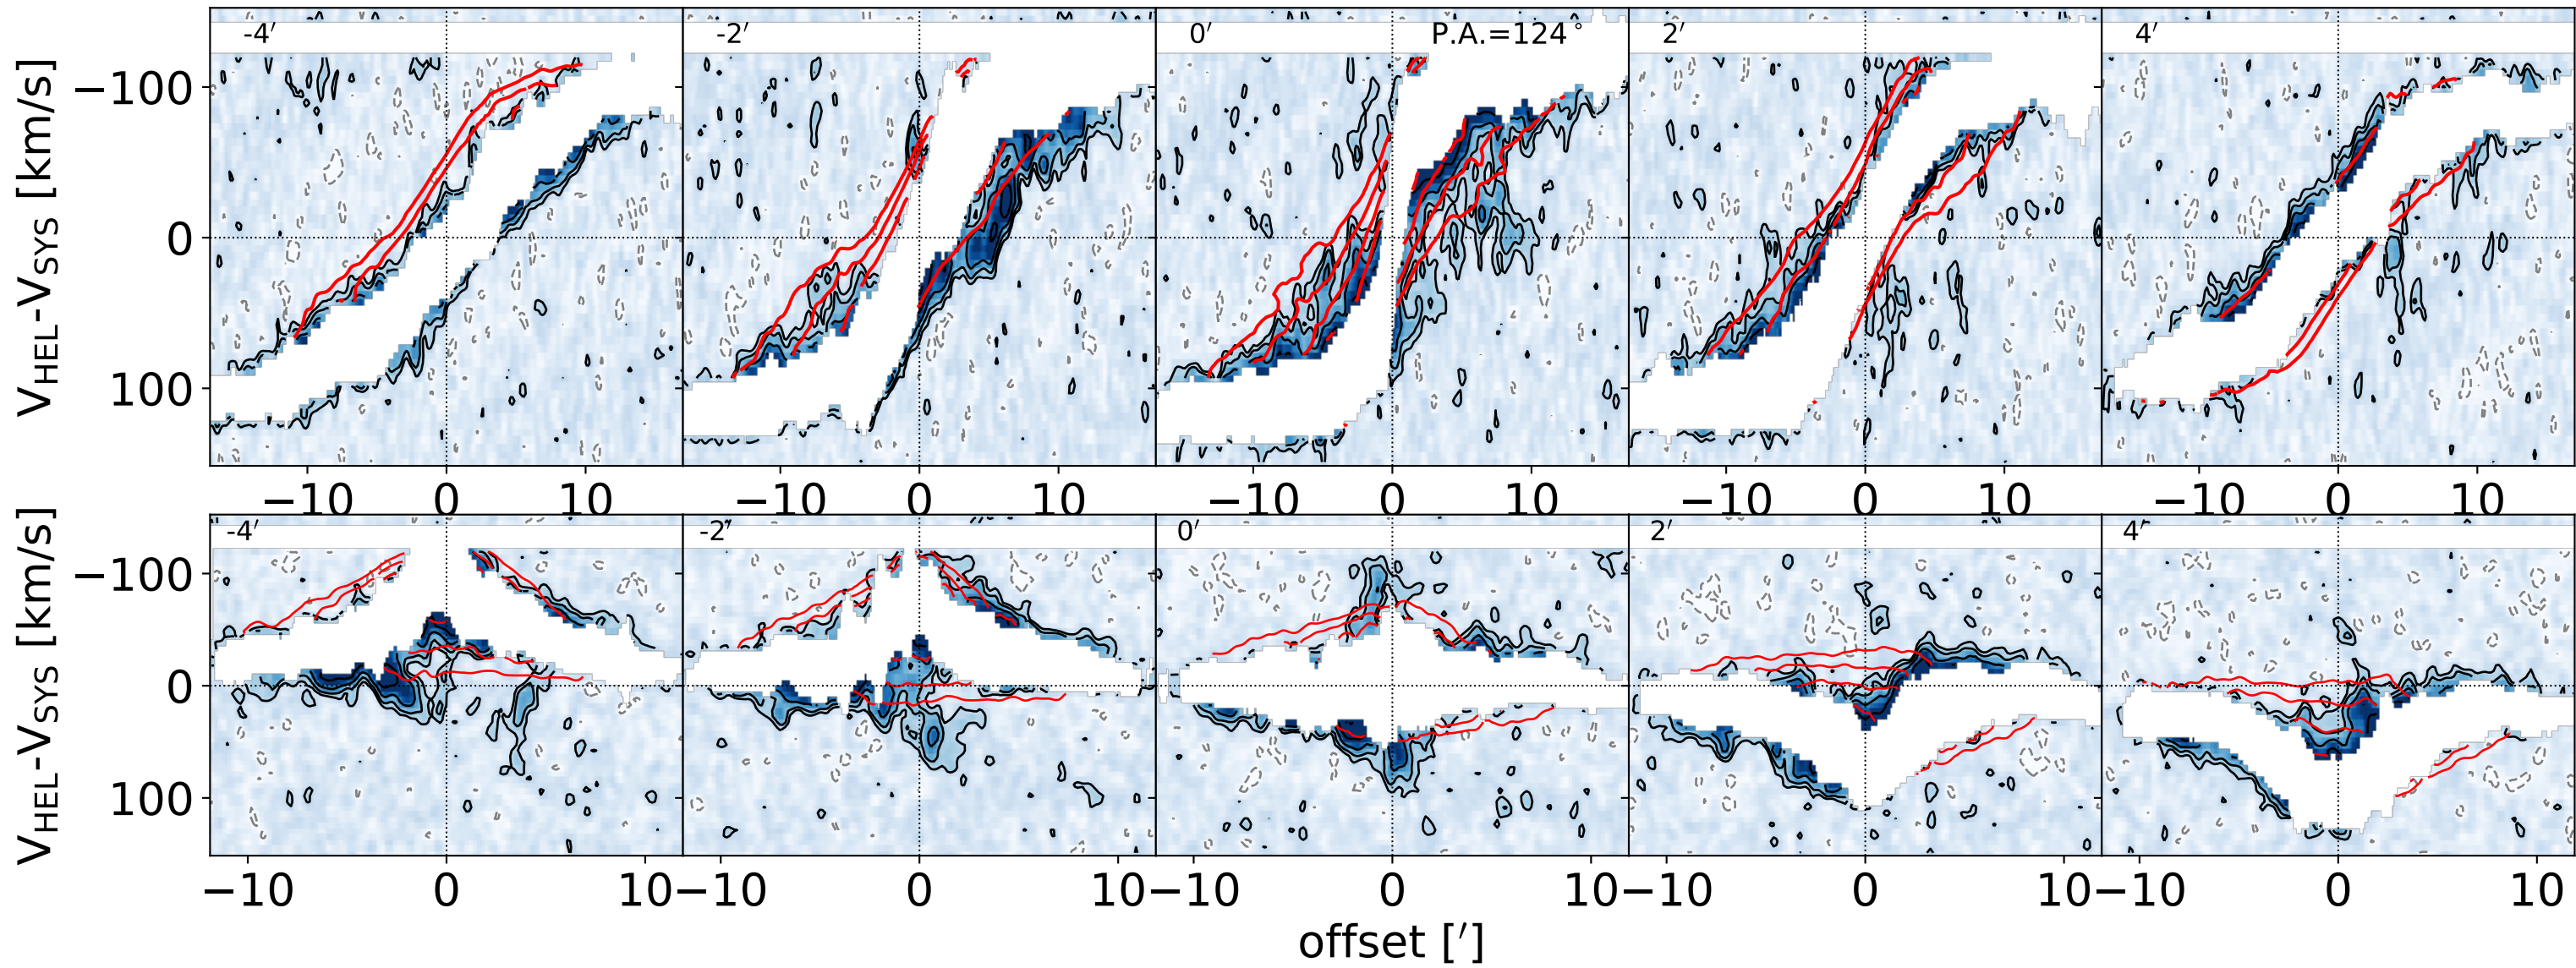 -4′ -2′ 0′ P.A.=124° 2′ 4′
V_HEL-V_SYS [km/s]
−100
0
100
−10 0 10 −10 0 10 −10 0 10 −10 0 10 −10 0 10
-4′ -2′ 0′ 2′ 4′
V_HEL-V_SYS [km/s]
−100
0
100
−10 0 10 −10 0 10 −10 0 10 −10 0 10 −10 0 10
offset [′]